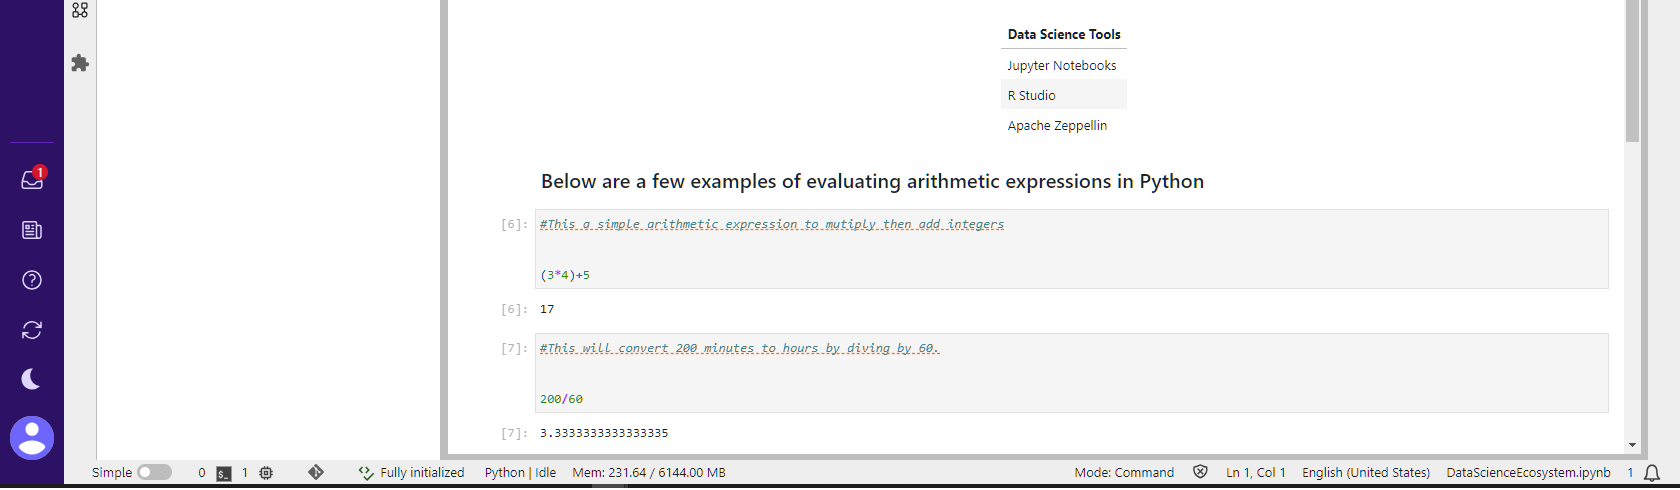 Data Science Tools
Jupyter Notebooks
R Studio
Apache Zeppellin
1
Below are a few examples of evaluating arithmetic expressions in Python
[6]: #This a simple arithmetic expression to mutiply then add integers
(3*4)+5
[6]: 17
[7]: #This will convert 200 minutes to hours by diving by 60.
200/60
[7]: 3.3333333333333335
Simple 0 $_ 1 Fully initialized Python | Idle Mem: 231.64 / 6144.00 MB Mode: Command Ln 1, Col 1 English (United States) DataScienceEcosystem.ipynb 1